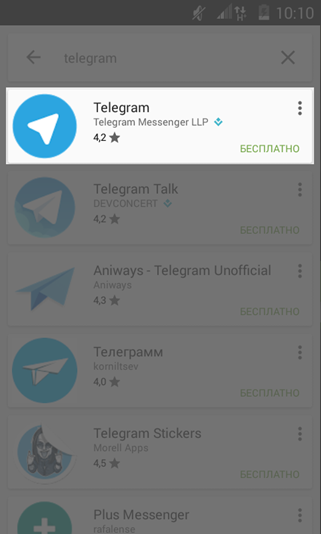 10:10
telegram
Telegram
Telegram Messenger LLP
4,2
БЕСПЛАТНО
Telegram Talk
DEVCONCERT
4,2
БЕСПЛАТНО
Aniways - Telegram Unofficial
Aniways
4,3
БЕСПЛАТНО
Телеграмм
komiltsev
4,0
БЕСПЛАТНО
Telegram Stickers
Morell Apps
4,5
БЕСПЛАТНО
Plus Messenger
rafalense